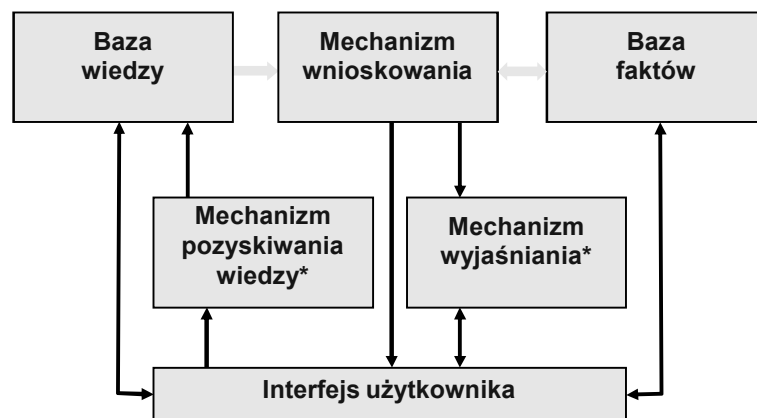 Baza
wiedzy
Mechanizm
wnioskowania
Baza
faktów
Mechanizm
pozyskiwania
wiedzy*
Mechanizm
wyjaśniania*
Interfejs użytkownika